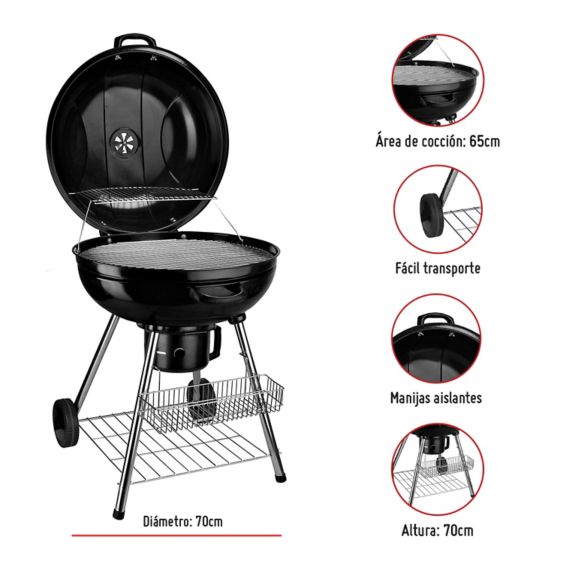 Área de cocción: 65cm
Fácil transporte
Manijas aislantes
Diámetro: 70cm
Altura: 70cm